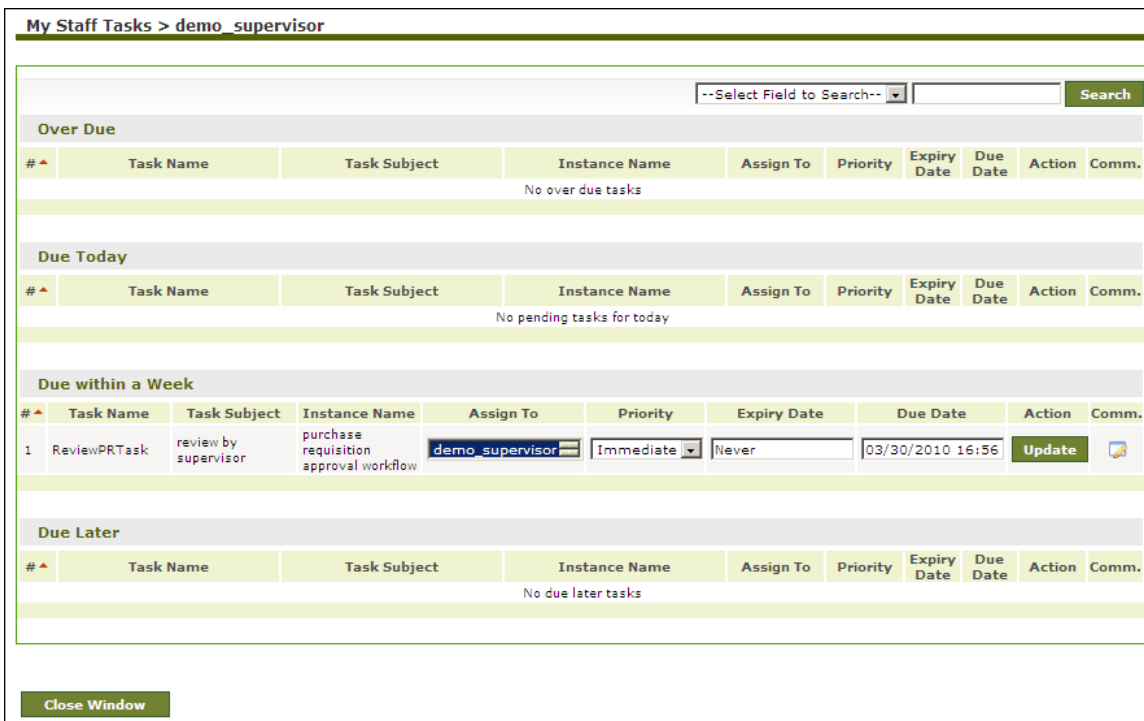 My Staff Tasks > demo_supervisor
--Select Field to Search-- Search
Over Due
# Task Name Task Subject Instance Name Assign To Priority Expiry Date Due Date Action Comm.
No over due tasks
Due Today
# Task Name Task Subject Instance Name Assign To Priority Expiry Date Due Date Action Comm.
No pending tasks for today
Due within a Week
# Task Name Task Subject Instance Name Assign To Priority Expiry Date Due Date Action Comm.
1 ReviewPRTask review by supervisor purchase requisition approval workflow demo_supervisor Immediate Never 03/30/2010 16:56 Update
Due Later
# Task Name Task Subject Instance Name Assign To Priority Expiry Date Due Date Action Comm.
No due later tasks
Close Window